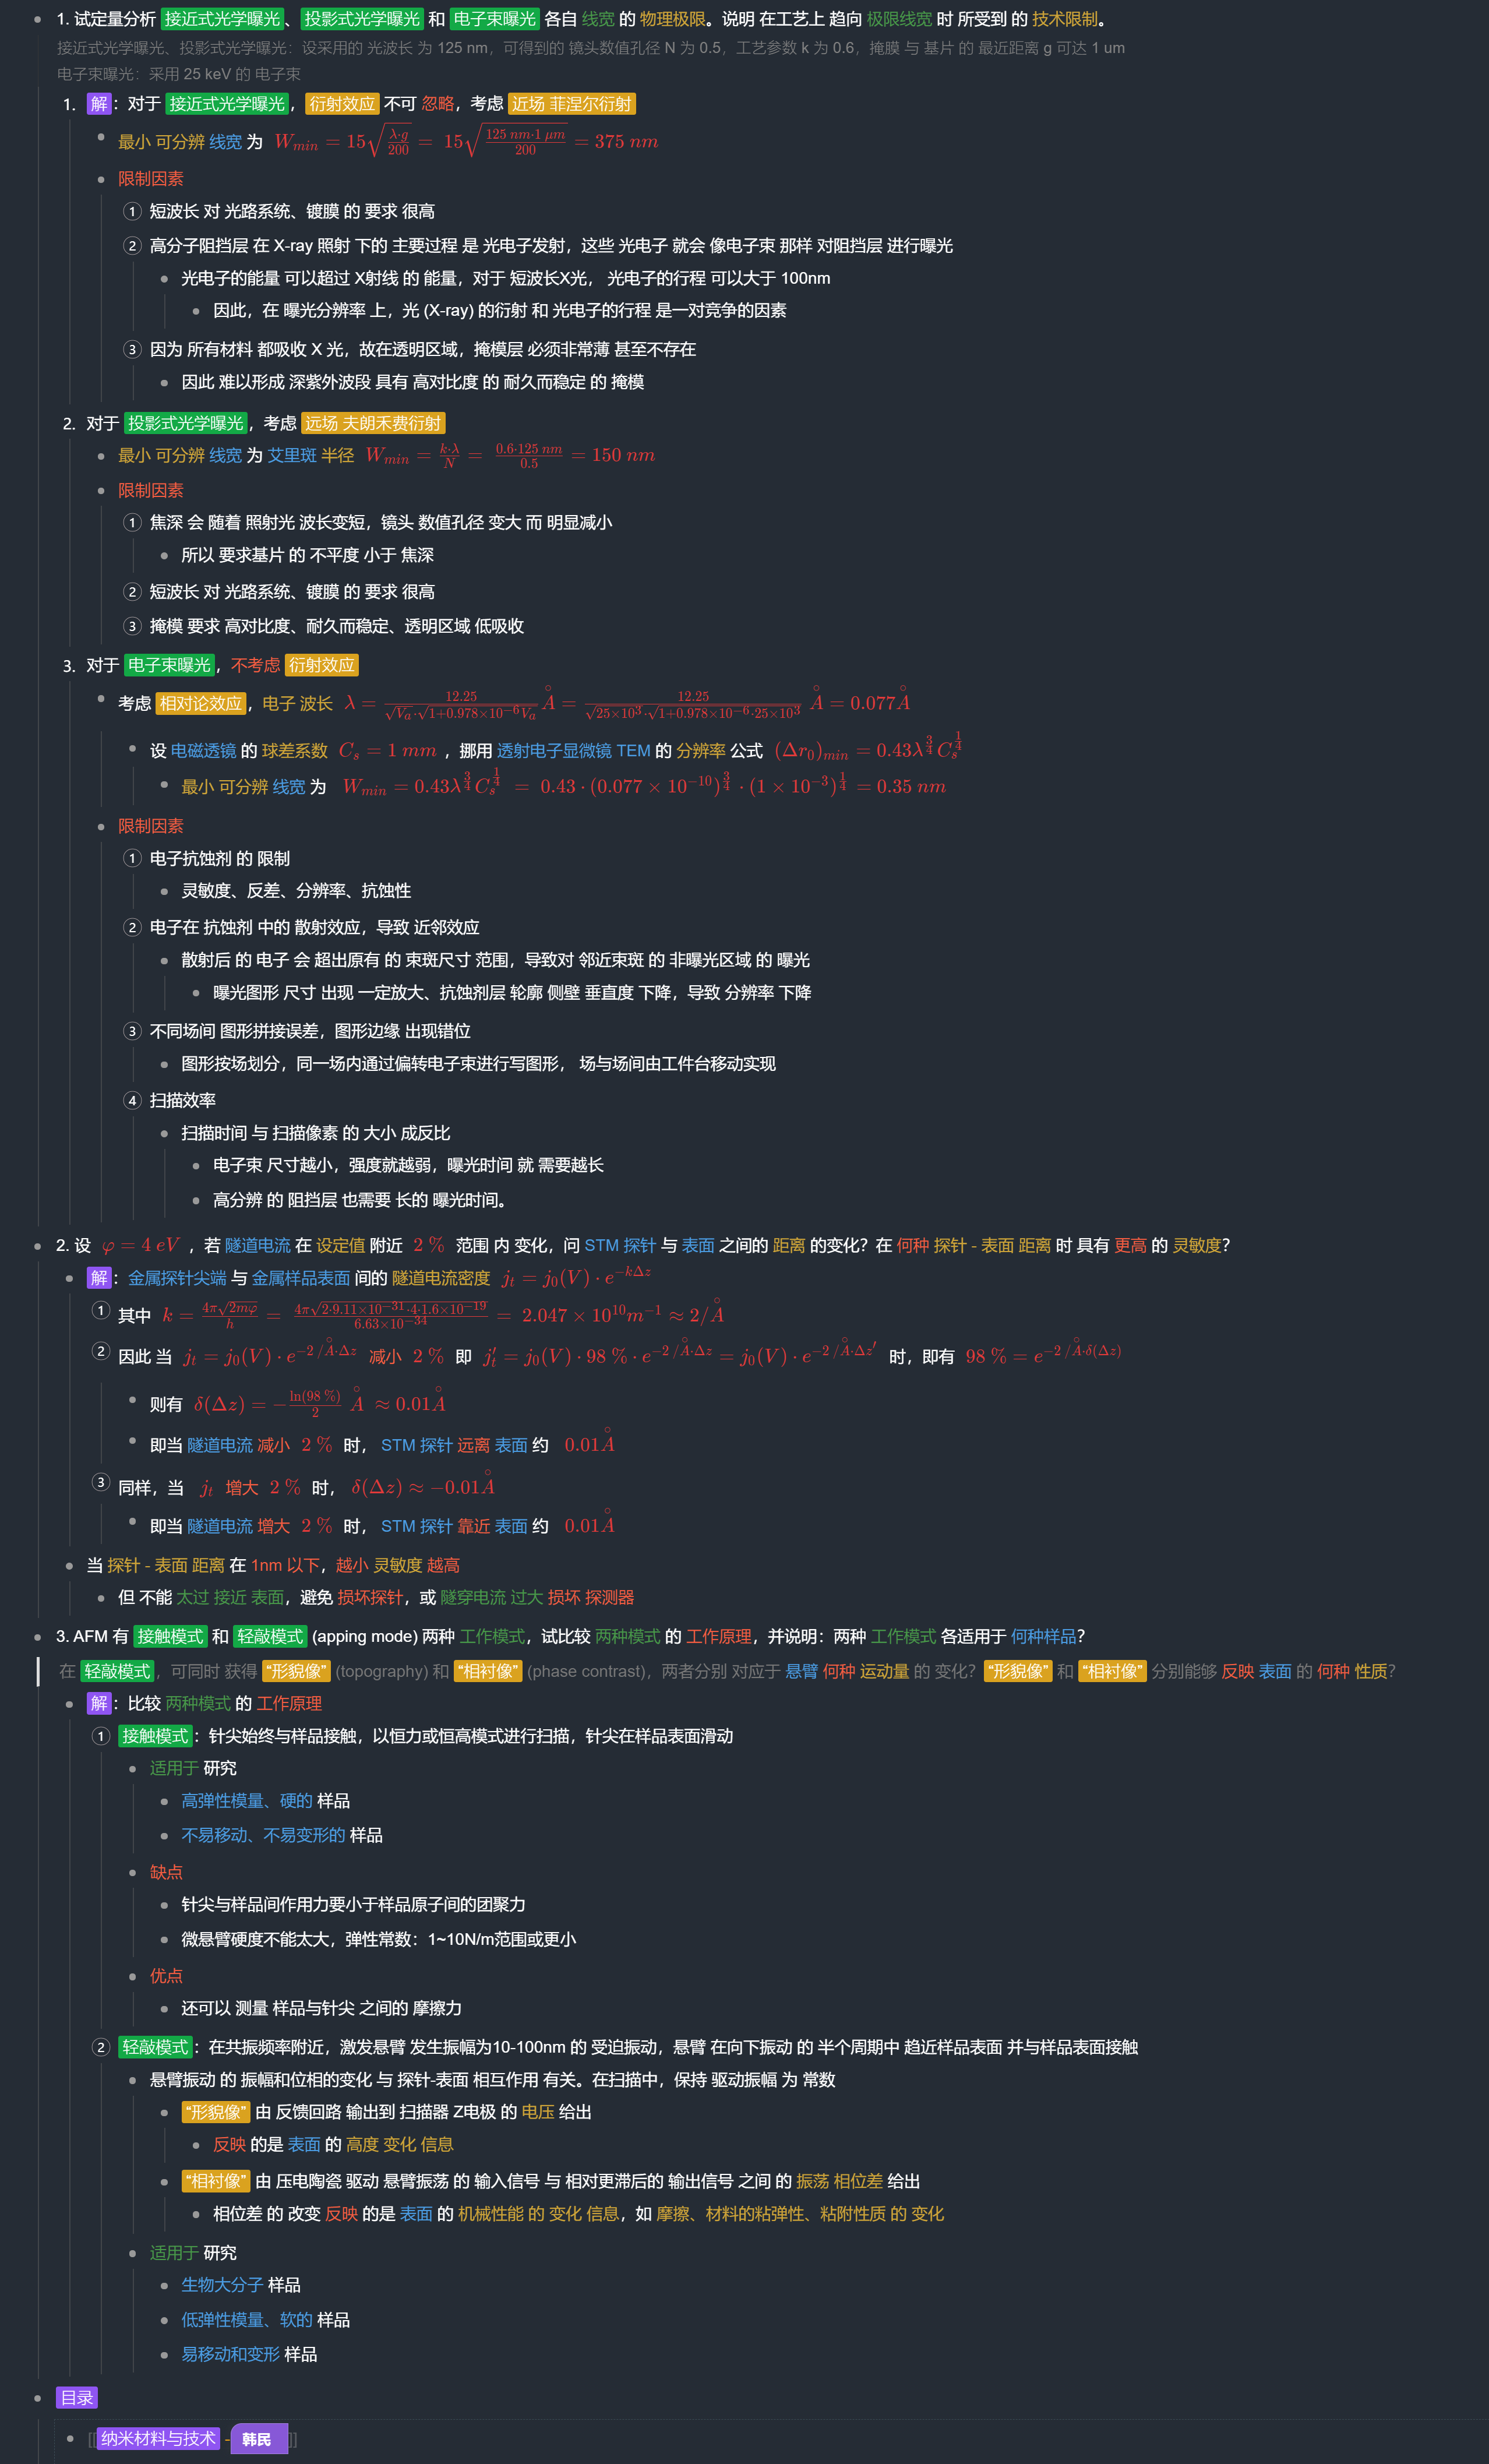 1. 试定量分析 接近式光学曝光、投影式光学曝光 和 电子束曝光 各自 线宽 的 物理极限。说明 在工艺上 趋向 极限线宽 时 所受到 的 技术限制。
接近式光学曝光、投影式光学曝光：设采用的 光波长 为 125 nm，可得到的 镜头数值孔径 N 为 0.5，工艺参数 k 为 0.6，掩膜 与 基片 的 最近距离 g 可达 1 um
电子束曝光：采用 25 keV 的 电子束
1. 解：对于 接近式光学曝光，衍射效应 不可 忽略，考虑 近场 菲涅尔衍射
最小 可分辨 线宽 为 $W_{min} = 15\sqrt{\frac{\lambda \cdot g}{200}} = 15\sqrt{\frac{125\ nm \cdot 1\ \mu m}{200}} = 375\ nm$
限制因素
① 短波长 对 光路系统、镀膜 的 要求 很高
② 高分子阻挡层 在 X-ray 照射 下的 主要过程 是 光电子发射，这些 光电子 就会 像电子束 那样 对阻挡层 进行曝光
光电子的能量 可以超过 X射线 的 能量，对于 短波长X光， 光电子的行程 可以大于 100nm
因此，在 曝光分辨率 上，光 (X-ray) 的衍射 和 光电子的行程 是一对竞争的因素
③ 因为 所有材料 都吸收 X 光，故在透明区域，掩模层 必须非常薄 甚至不存在
因此 难以形成 深紫外波段 具有 高对比度 的 耐久而稳定 的 掩模
2. 对于 投影式光学曝光，考虑 远场 夫朗禾费衍射
最小 可分辨 线宽 为 艾里斑 半径 $W_{min} = \frac{k \cdot \lambda}{N} = \frac{0.6 \cdot 125\ nm}{0.5} = 150\ nm$
限制因素
① 焦深 会 随着 照射光 波长变短，镜头 数值孔径 变大 而 明显减小
所以 要求基片 的 不平度 小于 焦深
② 短波长 对 光路系统、镀膜 的 要求 很高
③ 掩模 要求 高对比度、耐久而稳定、透明区域 低吸收
3. 对于 电子束曝光，不考虑 衍射效应
考虑 相对论效应，电子 波长 $\lambda = \frac{12.25}{\sqrt{V_a} \cdot \sqrt{1+0.978\times10^{-6}V_a}} \mathring{A} = \frac{12.25}{\sqrt{25\times10^3} \cdot \sqrt{1+0.978\times10^{-6}\cdot25\times10^3}} \mathring{A} = 0.077\mathring{A}$
设 电磁透镜 的 球差系数 $C_s = 1\ mm$ ，挪用 透射电子显微镜 TEM 的 分辨率 公式 $(\Delta r_0)_{min} = 0.43\lambda^{\frac{3}{4}}C_s^{\frac{1}{4}}$
最小 可分辨 线宽 为 $W_{min} = 0.43\lambda^{\frac{3}{4}}C_s^{\frac{1}{4}} = 0.43 \cdot (0.077\times10^{-10})^{\frac{3}{4}} \cdot (1\times10^{-3})^{\frac{1}{4}} = 0.35\ nm$
限制因素
① 电子抗蚀剂 的 限制
灵敏度、反差、分辨率、抗蚀性
② 电子在 抗蚀剂 中的 散射效应，导致 近邻效应
散射后 的 电子 会 超出原有 的 束斑尺寸 范围，导致对 邻近束斑 的 非曝光区域 的 曝光
曝光图形 尺寸 出现 一定放大、抗蚀剂层 轮廓 侧壁 垂直度 下降，导致 分辨率 下降
③ 不同场间 图形拼接误差，图形边缘 出现错位
图形按场划分，同一场内通过偏转电子束进行写图形， 场与场间由工件台移动实现
④ 扫描效率
扫描时间 与 扫描像素 的 大小 成反比
电子束 尺寸越小，强度就越弱，曝光时间 就 需要越长
高分辨 的 阻挡层 也需要 长的 曝光时间。
2. 设 $\varphi = 4\ eV$ ，若 隧道电流 在 设定值 附近 2 % 范围 内 变化，问 STM 探针 与 表面 之间的 距离 的变化？在 何种 探针 - 表面 距离 时 具有 更高 的 灵敏度？
解：金属探针尖端 与 金属样品表面 间的 隧道电流密度 $j_t = j_0(V) \cdot e^{-k\Delta z}$
① 其中 $k = \frac{4\pi\sqrt{2m\varphi}}{h} = \frac{4\pi\sqrt{2\cdot9.11\times10^{-31}\cdot4\cdot1.6\times10^{-19}}}{6.63\times10^{-34}} = 2.047\times10^{10}m^{-1} \approx 2/\mathring{A}$
② 因此 当 $j_t = j_0(V) \cdot e^{-2/\mathring{A}\cdot\Delta z}$ 减小 2 % 即 $j_t' = j_0(V) \cdot 98\ \% \cdot e^{-2/\mathring{A}\cdot\Delta z} = j_0(V) \cdot e^{-2/\mathring{A}\cdot\Delta z'}$ 时，即有 $98\ \% = e^{-2/\mathring{A}\cdot\delta(\Delta z)}$
则有 $\delta(\Delta z) = -\frac{\ln(98\ \%)}{2} \mathring{A} \approx 0.01\mathring{A}$
即当 隧道电流 减小 2 % 时， STM 探针 远离 表面 约 $0.01\mathring{A}$
③ 同样，当 $j_t$ 增大 2 % 时， $\delta(\Delta z) \approx -0.01\mathring{A}$
即当 隧道电流 增大 2 % 时， STM 探针 靠近 表面 约 $0.01\mathring{A}$
当 探针 - 表面 距离 在 1nm 以下，越小 灵敏度 越高
但 不能 太过 接近 表面，避免 损坏探针，或 隧穿电流 过大 损坏 探测器
3. AFM 有 接触模式 和 轻敲模式 (apping mode) 两种 工作模式，试比较 两种模式 的 工作原理，并说明：两种 工作模式 各适用于 何种样品？
在 轻敲模式，可同时 获得 “形貌像” (topography) 和 “相衬像” (phase contrast)，两者分别 对应于 悬臂 何种 运动量 的 变化？“形貌像” 和 “相衬像” 分别能够 反映 表面 的 何种 性质？
解：比较 两种模式 的 工作原理
① 接触模式：针尖始终与样品接触，以恒力或恒高模式进行扫描，针尖在样品表面滑动
适用于 研究
高弹性模量、硬的 样品
不易移动、不易变形的 样品
缺点
针尖与样品间作用力要小于样品原子间的团聚力
微悬臂硬度不能太大，弹性常数：1~10N/m范围或更小
优点
还可以 测量 样品与针尖 之间的 摩擦力
② 轻敲模式：在共振频率附近，激发悬臂 发生振幅为10-100nm 的 受迫振动，悬臂 在向下振动 的 半个周期中 趋近样品表面 并与样品表面接触
悬臂振动 的 振幅和位相的变化 与 探针-表面 相互作用 有关。在扫描中，保持 驱动振幅 为 常数
“形貌像” 由 反馈回路 输出到 扫描器 Z电极 的 电压 给出
反映 的是 表面 的 高度 变化 信息
“相衬像” 由 压电陶瓷 驱动 悬臂振荡 的 输入信号 与 相对更滞后的 输出信号 之间 的 振荡 相位差 给出
相位差 的 改变 反映 的是 表面 的 机械性能 的 变化 信息，如 摩擦、材料的粘弹性、粘附性质 的 变化
适用于 研究
生物大分子 样品
低弹性模量、软的 样品
易移动和变形 样品
目录
[[纳米材料与技术 - 韩民]]